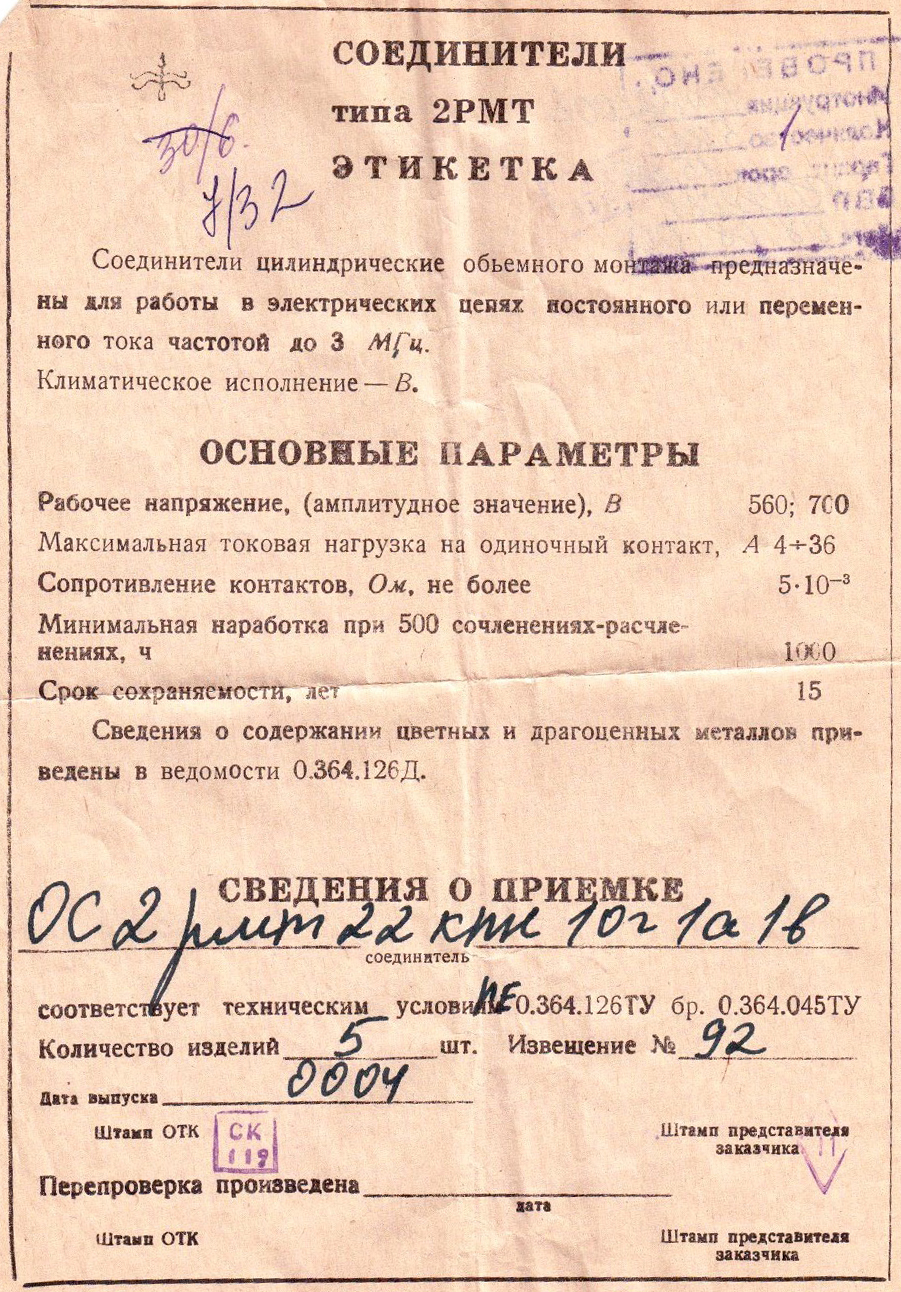 СОЕДИНИТЕЛИ
типа 2РМТ
ЭТИКЕТКА
30/6.
7/32
Соединители цилиндрические обьемного монтажа предназначе-
ны для работы в электрических цепях постоянного или перемен-
ного тока частотой до 3 МГц.
Климатическое исполнение — В.
ОСНОВНЫЕ ПАРАМЕТРЫ
Рабочее напряжение, (амплитудное значение), В 560; 700
Максимальная токовая нагрузка на одиночный контакт, А 4÷36
Сопротивление контактов, Ом, не более 5·10⁻³
Минимальная наработка при 500 сочленениях-расчле-
нениях, ч 1000
Срок сохраняемости, лет 15
Сведения о содержании цветных и драгоценных металлов при-
ведены в ведомости 0.364.126Д.
СВЕДЕНИЯ О ПРИЕМКЕ
ОС 2рмт 22 кпн 10г 1а 1в
соединитель
соответствует техническим условиям 0.364.126ТУ бр. 0.364.045ТУ
Количество изделий 5 шт. Извещение № 92
Дата выпуска 0004
Штамп ОТК СК 119 Штамп представителя
заказчика
Перепроверка произведена
дата
Штамп ОТК Штамп представителя
заказчика